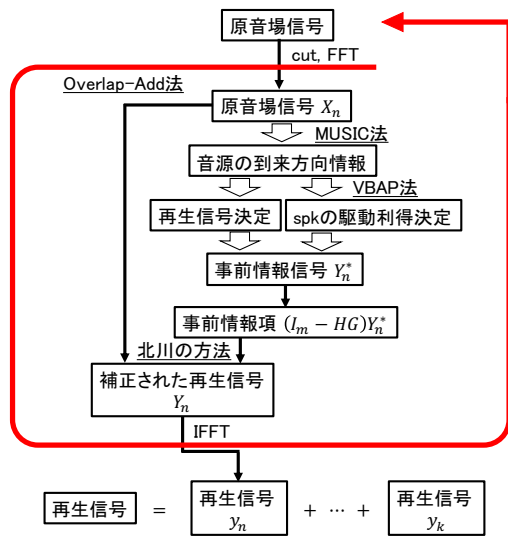 原音場信号
cut, FFT
Overlap-Add法
原音場信号 Xₙ
MUSIC法
音源の到来方向情報
VBAP法
再生信号決定
spkの駆動利得決定
事前情報信号 Yₙ*
事前情報項 (Iₘ − HG)Yₙ*
北川の方法
補正された再生信号
Yₙ
IFFT
再生信号 = 再生信号 + ⋯ + 再生信号
yₙ yₖ